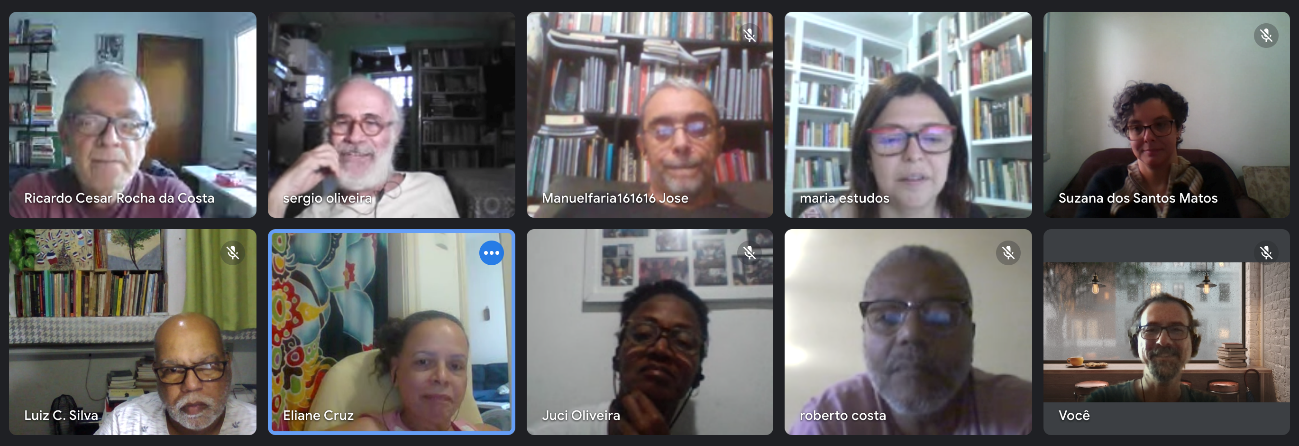 Ricardo Cesar Rocha da Costa
sergio oliveira
Manuelfaria161616 Jose
maria estudos
Suzana dos Santos Matos
Luiz C. Silva
Eliane Cruz
Juci Oliveira
roberto costa
Você